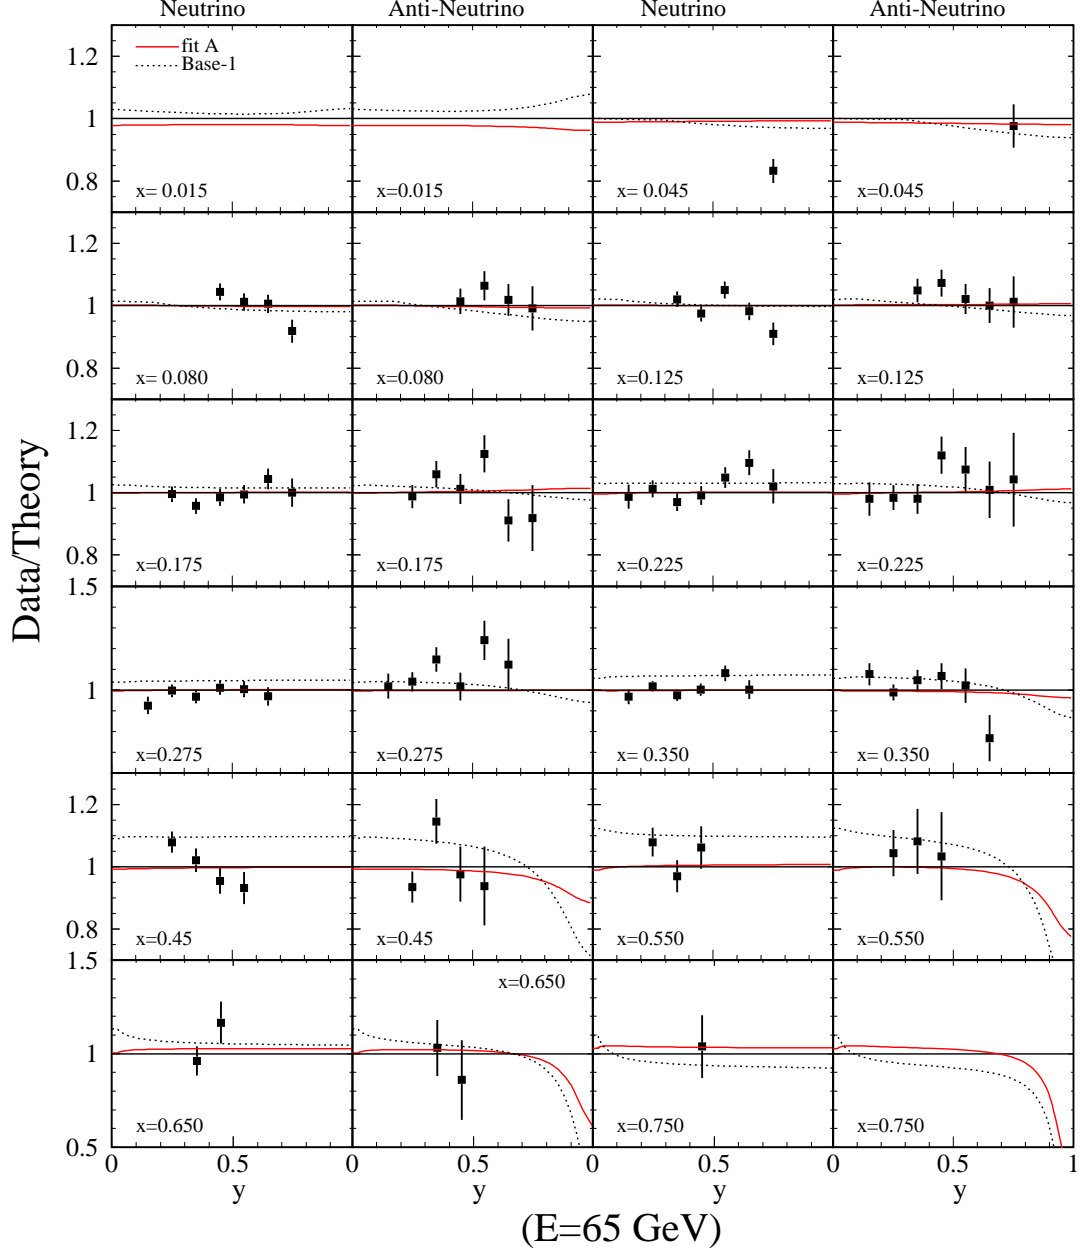 Neutrino Anti-Neutrino Neutrino Anti-Neutrino
fit A
Base-1
1.2
1
0.8
x= 0.015 x=0.015 x= 0.045 x=0.045
1.2
1
0.8
x= 0.080 x=0.080 x=0.125 x=0.125
1.2
1
0.8
x=0.175 x=0.175 x=0.225 x=0.225
Data/Theory
1.5
1
x=0.275 x=0.275 x= 0.350 x= 0.350
1.2
1
0.8
x=0.45 x=0.45 x=0.550 x=0.550
1.5
x=0.650
1
x=0.650 x=0.750 x=0.750
0.5
0 0.5 0 0.5 0 0.5 0 0.5 1
y y y y
(E=65 GeV)